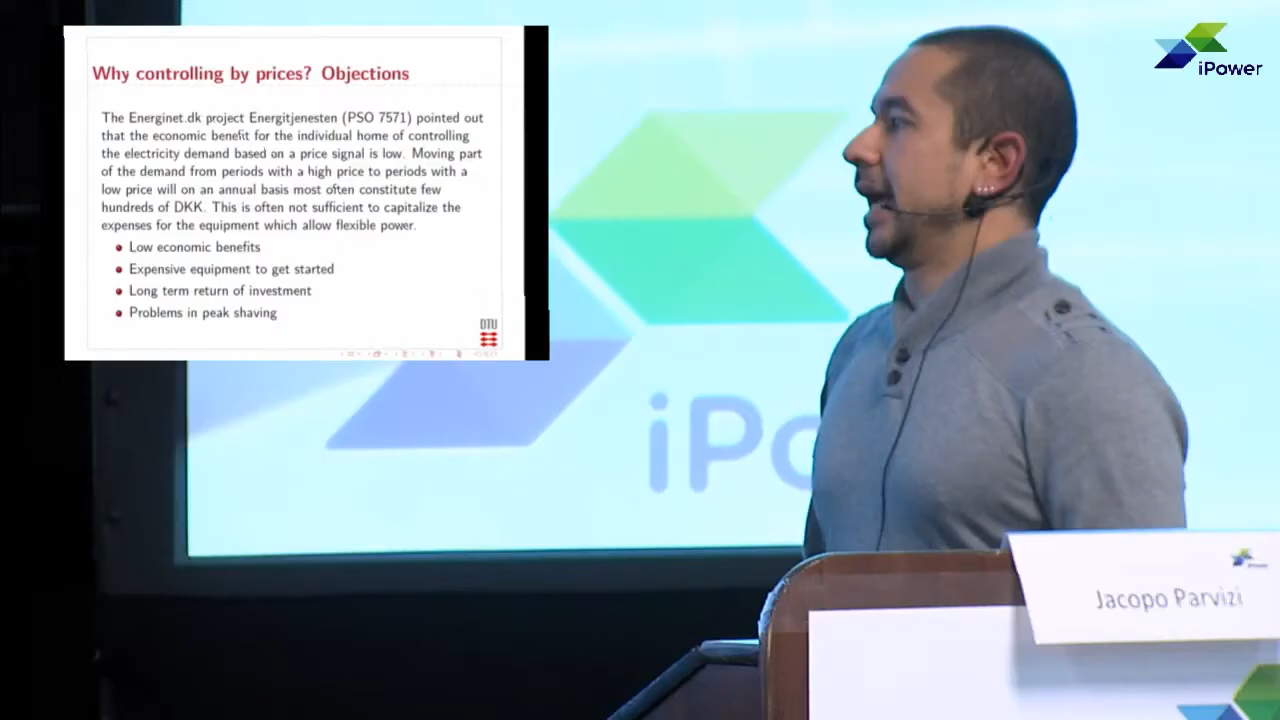 Why controlling by prices? Objections
The Energinet.dk project Energitjenesten (PSO 7571) pointed out
that the economic benefit for the individual home of controlling
the electricity demand based on a price signal is low. Moving part
of the demand from periods with a high price to periods with a
low price will on an annual basis most often constitute few
hundreds of DKK. This is often not sufficient to capitalize the
expenses for the equipment which allow flexible power.
Low economic benefits
Expensive equipment to get started
Long term return of investment
Problems in peak shaving
DTU
iPower
iPo
Jacopo Parvizi